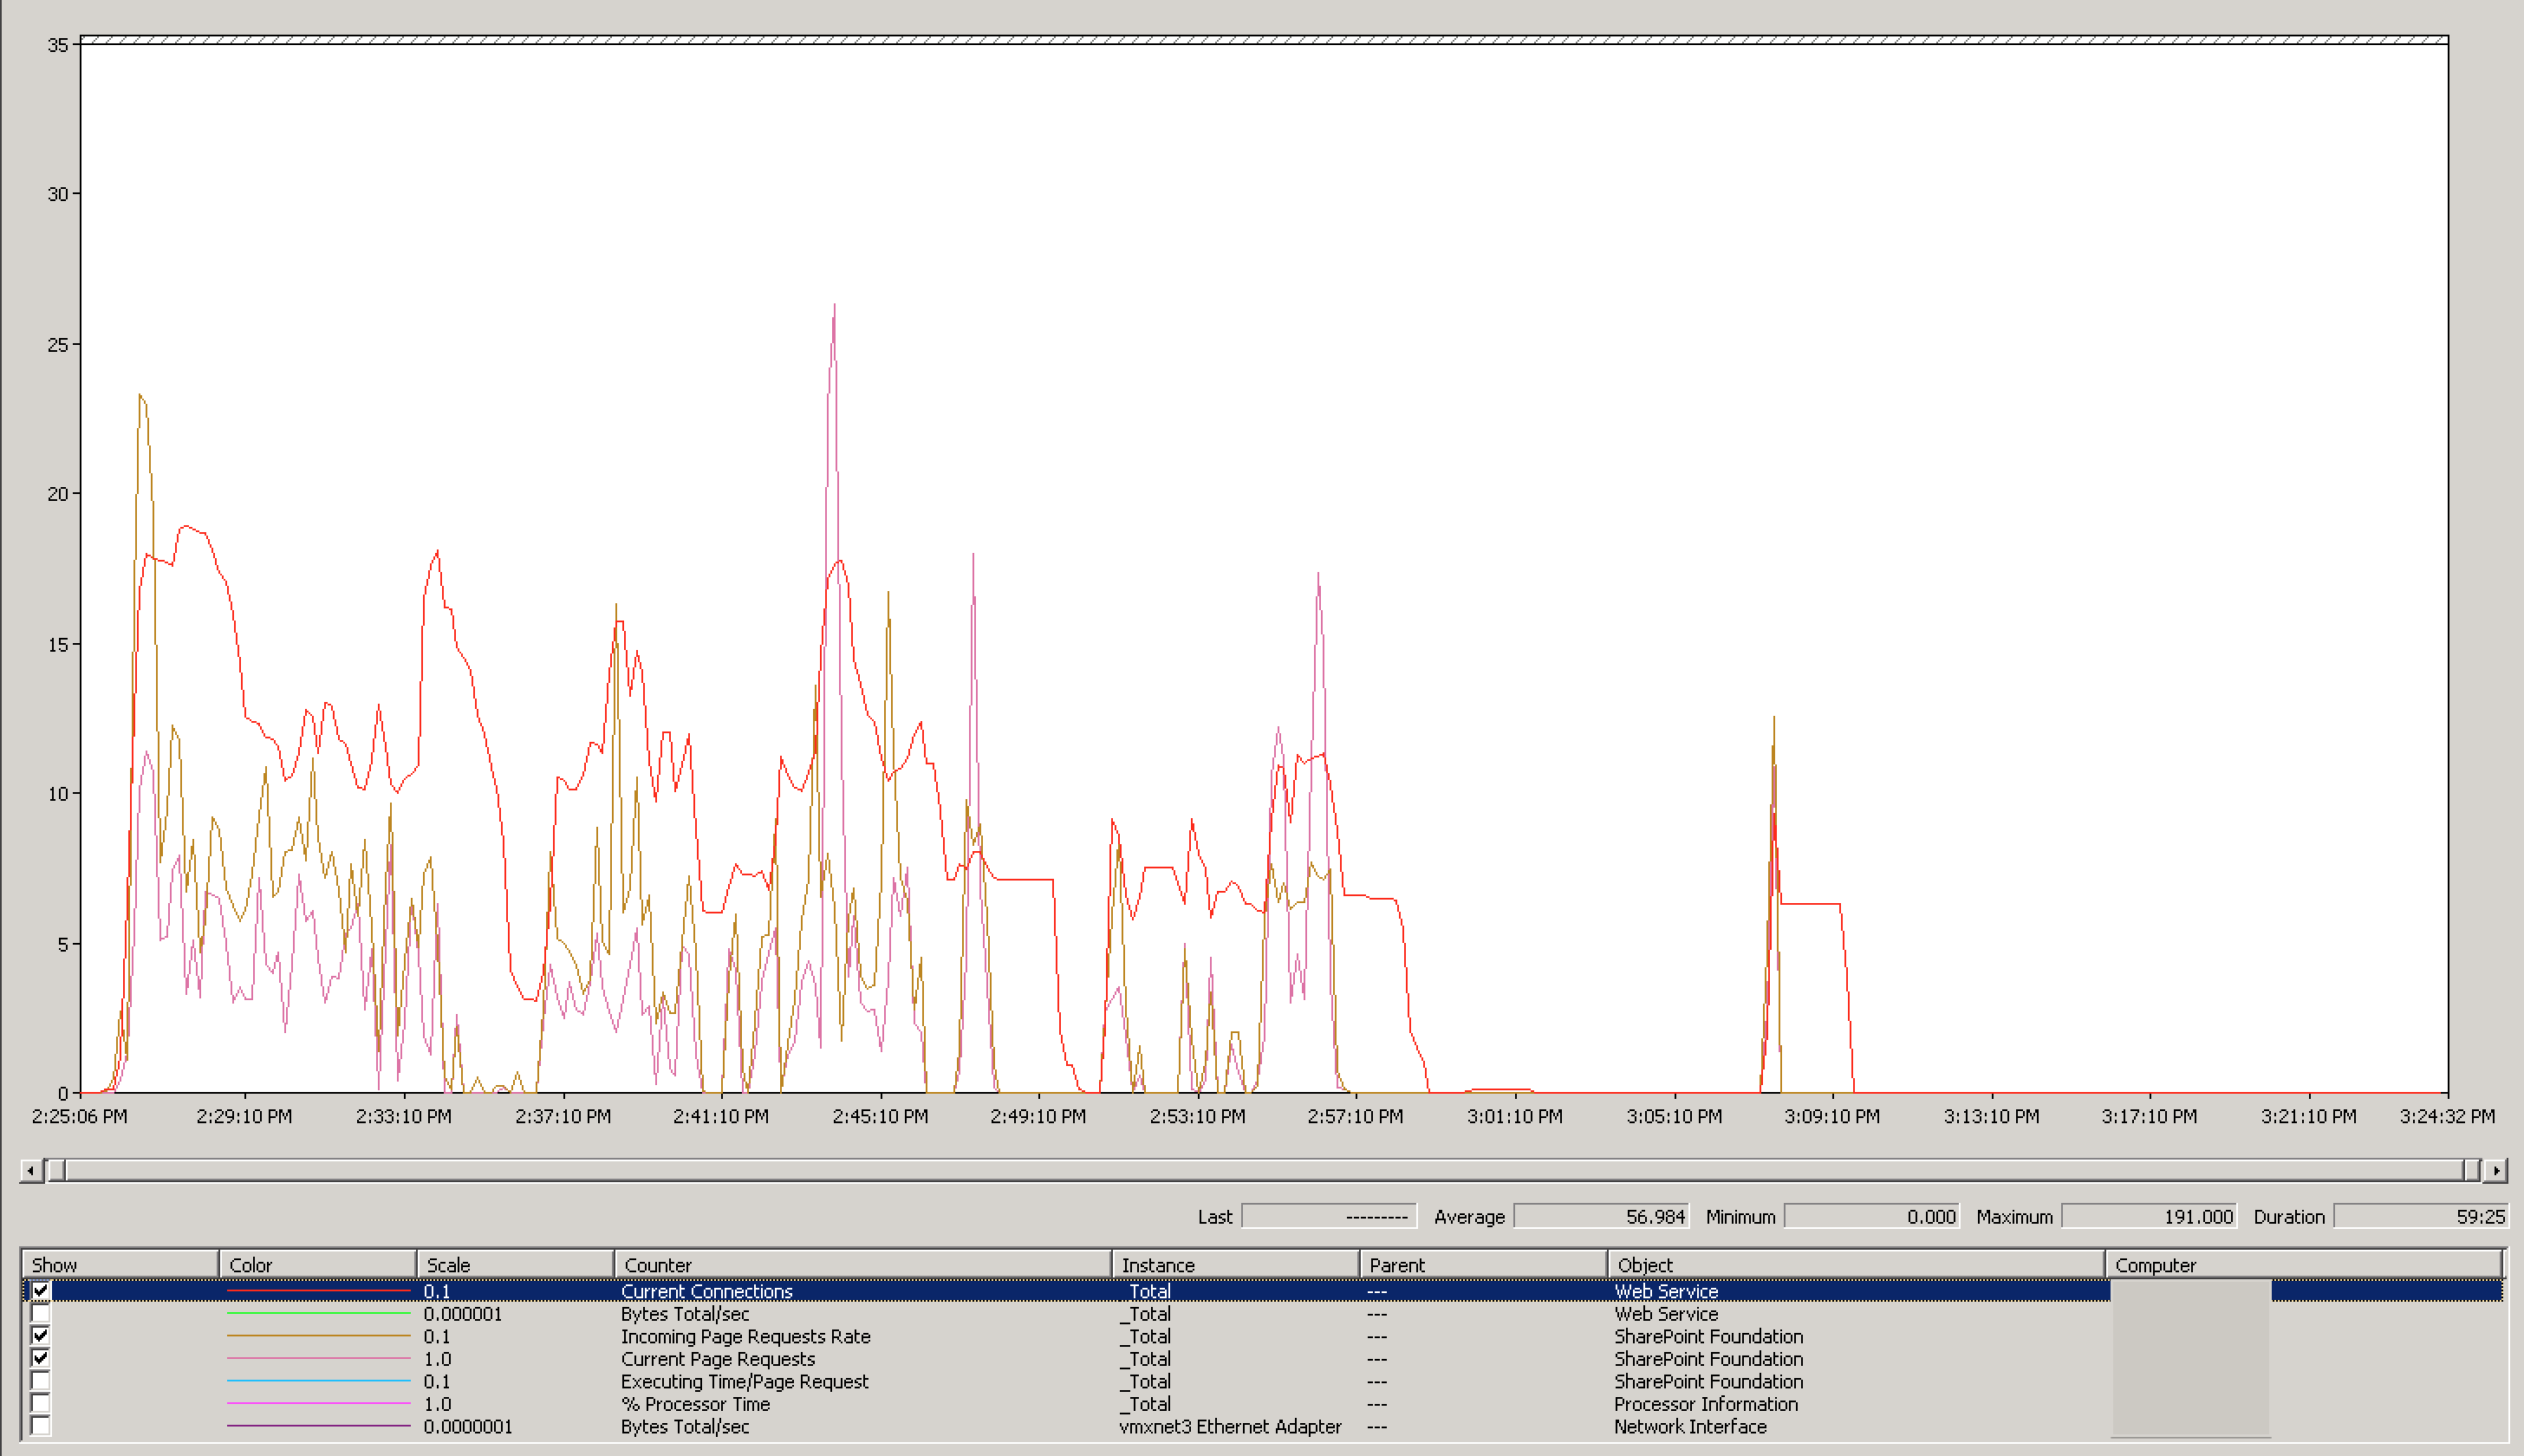 35
30
25
20
15
10
5
0
2:25:06 PM 2:29:10 PM 2:33:10 PM 2:37:10 PM 2:41:10 PM 2:45:10 PM 2:49:10 PM 2:53:10 PM 2:57:10 PM 3:01:10 PM 3:05:10 PM 3:09:10 PM 3:13:10 PM 3:17:10 PM 3:21:10 PM 3:24:32 PM
Last --------- Average 56.984 Minimum 0.000 Maximum 191.000 Duration 59:25
Show Color Scale Counter Instance Parent Object Computer
0.1 Current Connections _Total --- Web Service
0.000001 Bytes Total/sec _Total --- Web Service
0.1 Incoming Page Requests Rate _Total --- SharePoint Foundation
1.0 Current Page Requests _Total --- SharePoint Foundation
0.1 Executing Time/Page Request _Total --- SharePoint Foundation
1.0 % Processor Time _Total --- Processor Information
0.0000001 Bytes Total/sec vmxnet3 Ethernet Adapter --- Network Interface